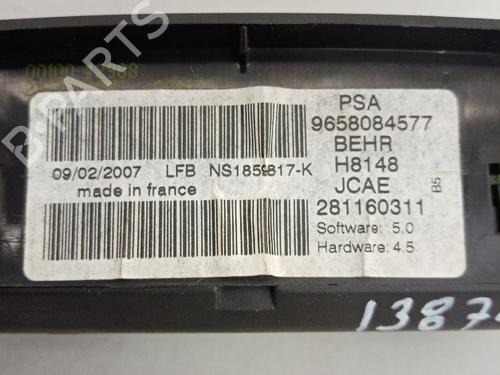 PSA
9658084577
BEHR
H8148
JCAE
281160311
B5
Software: 5.0
Hardware: 4.5
09/02/2007 LFB NS1859817-K
made in france
1387
B-Parts